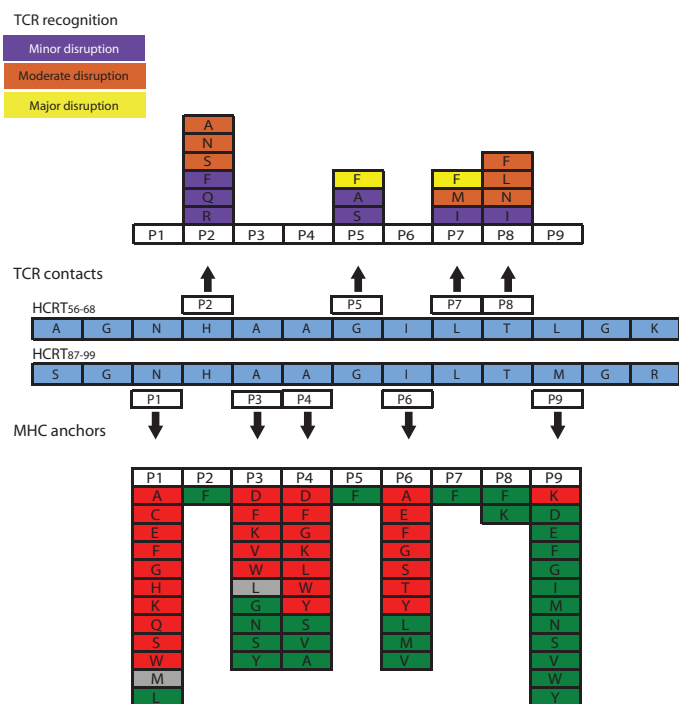 TCR recognition
Minor disruption
Moderate disruption
Major disruption
A
N
S F
F F F L
Q A M N
R S I I
P1 P2 P3 P4 P5 P6 P7 P8 P9
TCR contacts
P2 P5 P7 P8
HCRT56-68
A G N H A A G I L T L G K
HCRT87-99
S G N H A A G I L T M G R
P1 P3 P4 P6 P9
MHC anchors
P1 P2 P3 P4 P5 P6 P7 P8 P9
A F D D F A F F K
C F F E K D
E K G F E
F V K G F
G W L S G
H L W T I
K G Y Y M
Q N S L N
S S V M S
W Y A V V
M W
L Y